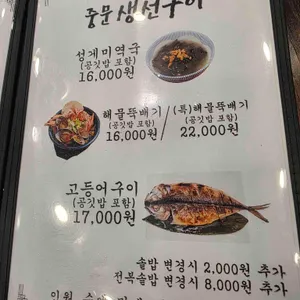 중문생선구이
성게미역국
(공깃밥 포함)
16,000원
해물뚝배기 / (특)해물뚝배기
(공깃밥 포함) (공깃밥 포함)
16,000원 22,000원
고등어구이
(공깃밥 포함)
17,000원
솥밥 변경시 2,000원 추가
전복솥밥 변경시 8,000원 추가